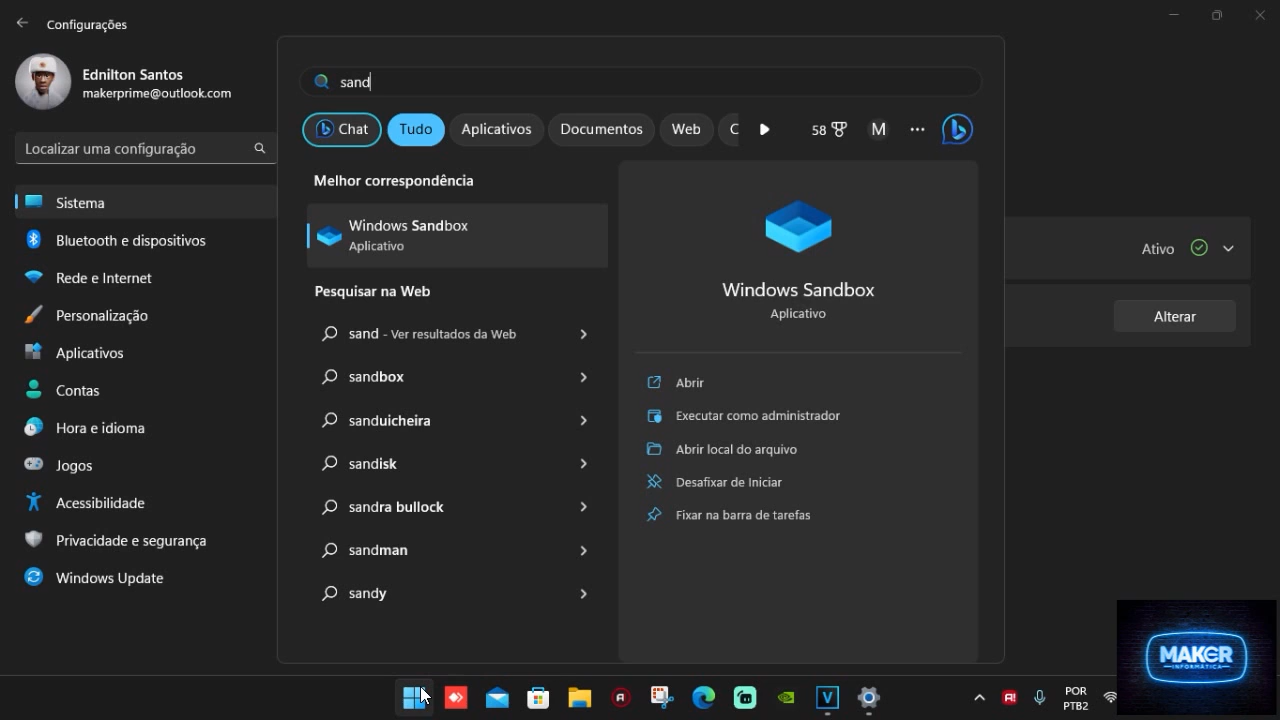 Configurações
Ednilton Santos
makerprime@outlook.com
Localizar uma configuração
Sistema
Bluetooth e dispositivos
Rede e Internet
Personalização
Aplicativos
Contas
Hora e idioma
Jogos
Acessibilidade
Privacidade e segurança
Windows Update
sand
Chat
Tudo
Aplicativos
Documentos
Web
C
58
M
Melhor correspondência
Windows Sandbox
Aplicativo
Pesquisar na Web
sand - Ver resultados da Web
sandbox
sanduicheira
sandisk
sandra bullock
sandman
sandy
Windows Sandbox
Aplicativo
Abrir
Executar como administrador
Abrir local do arquivo
Desafixar de Iniciar
Fixar na barra de tarefas
Ativo
Alterar
MAKER
INFORMÁTICA
POR
PTB2